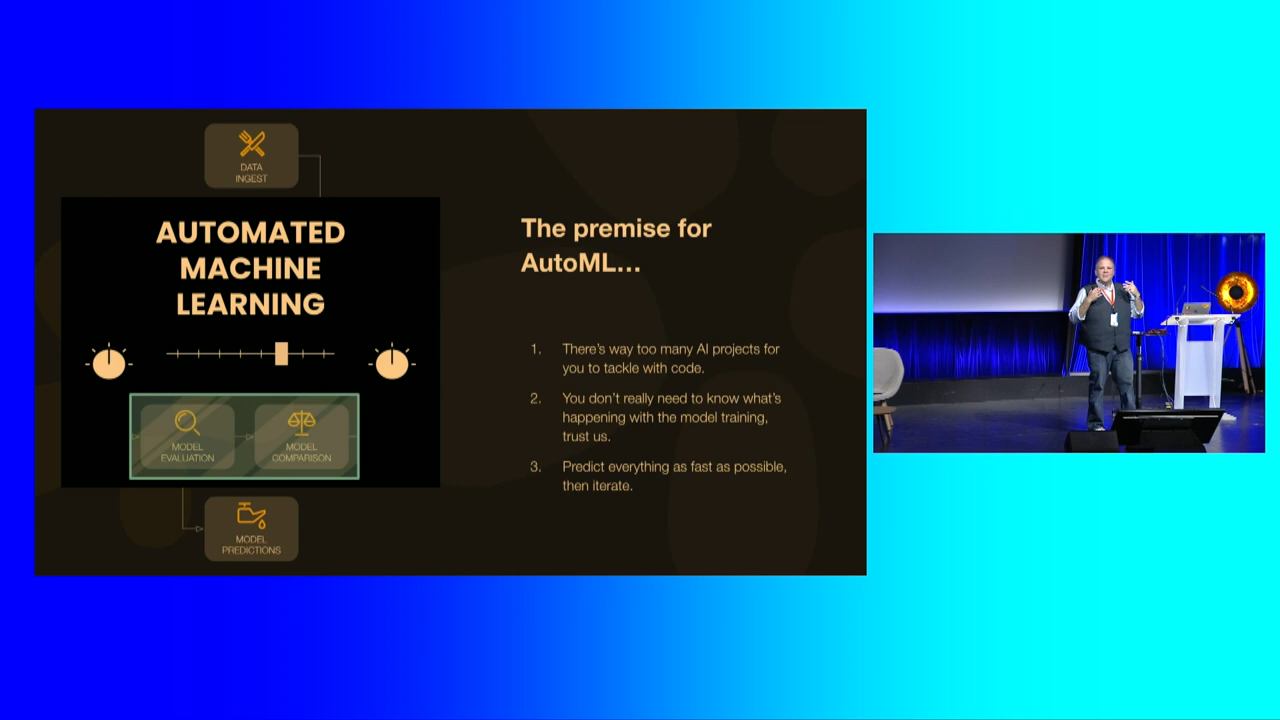 DATA
INGEST
AUTOMATED
MACHINE
LEARNING
MODEL
EVALUATION
MODEL
COMPARISON
MODEL
PREDICTIONS
The premise for
AutoML...
1. There's way too many AI projects for
you to tackle with code.
2. You don't really need to know what's
happening with the model training,
trust us.
3. Predict everything as fast as possible,
then iterate.